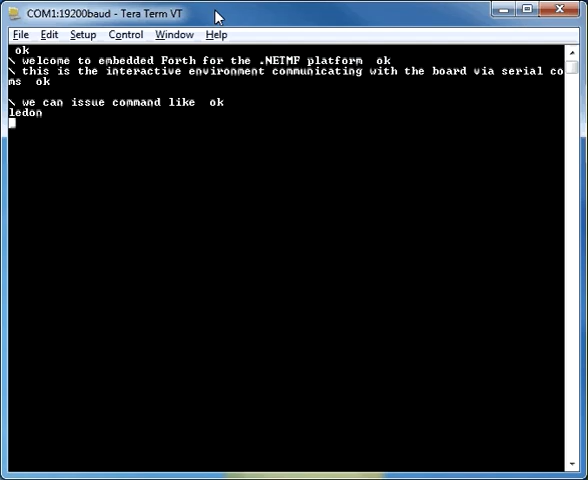 COM1:19200baud - Tera Term VT
File Edit Setup Control Window Help
ok
\ welcome to embedded Forth for the .NETMF platform  ok
\ this is the interactive environment communicating with the board via serial co
ms  ok
\ we can issue command like  ok
ledon